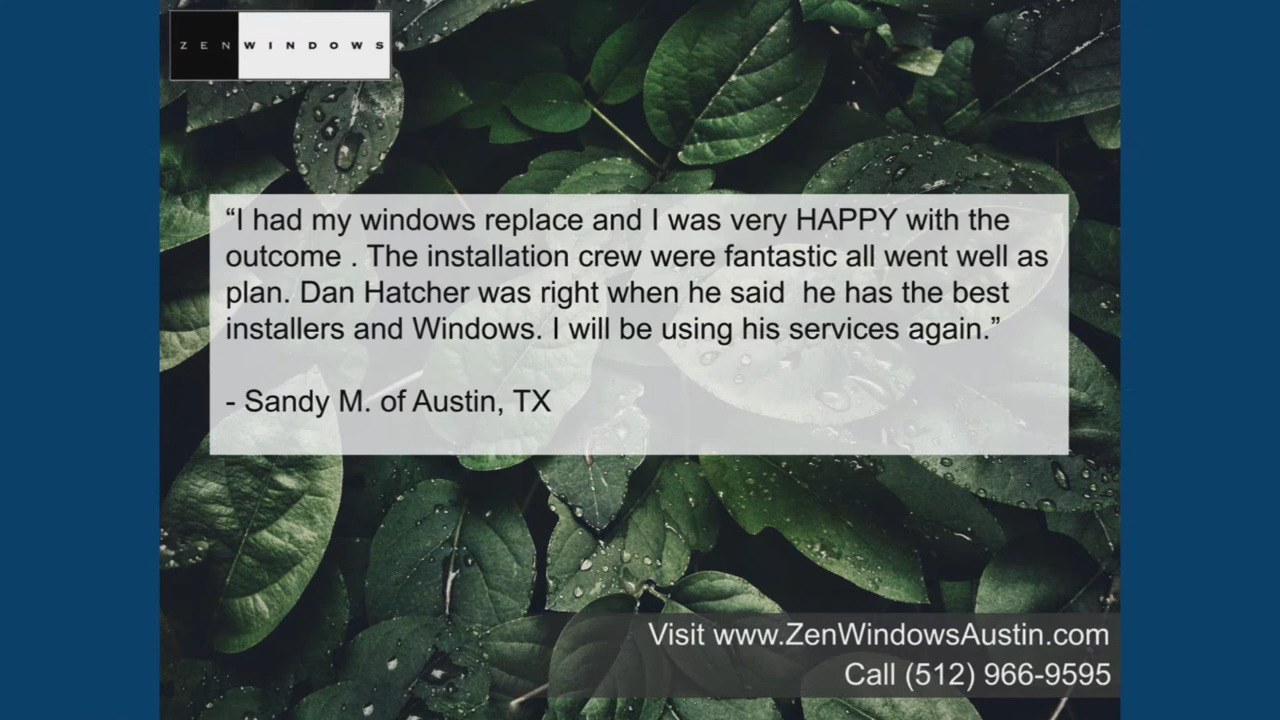 ZENWINDOWS
“I had my windows replace and I was very HAPPY with the
outcome . The installation crew were fantastic all went well as
plan. Dan Hatcher was right when he said  he has the best
installers and Windows. I will be using his services again.”
- Sandy M. of Austin, TX
Visit www.ZenWindowsAustin.com
Call (512) 966-9595